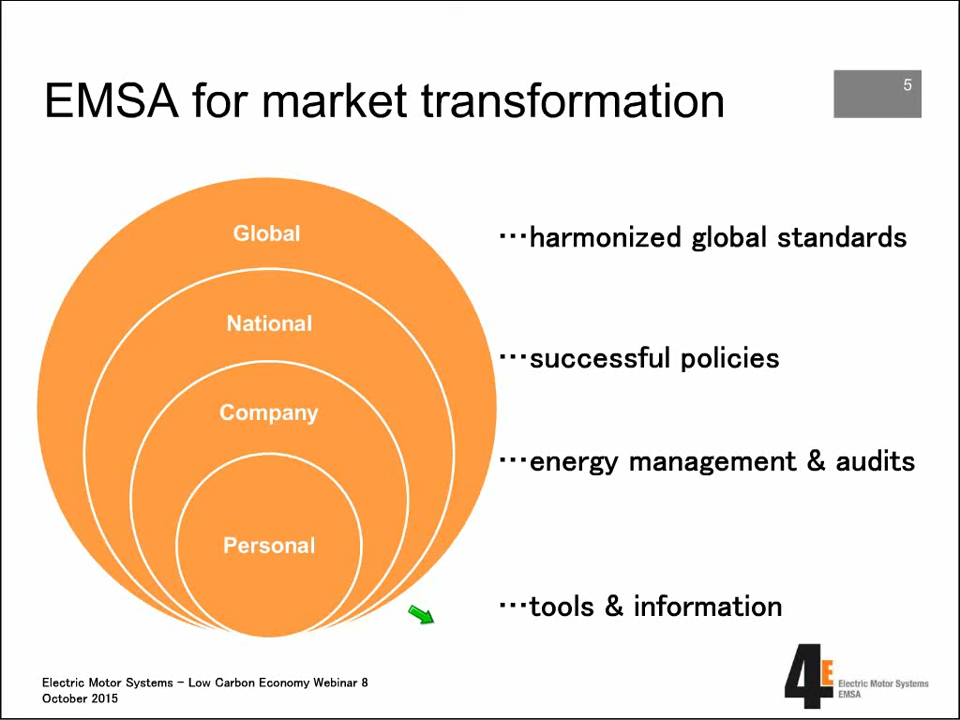 EMSA for market transformation
5
Global
…harmonized global standards
National
…successful policies
Company
…energy management & audits
Personal
…tools & information
Electric Motor Systems – Low Carbon Economy Webinar 8
October 2015
4E
Electric Motor Systems
EMSA